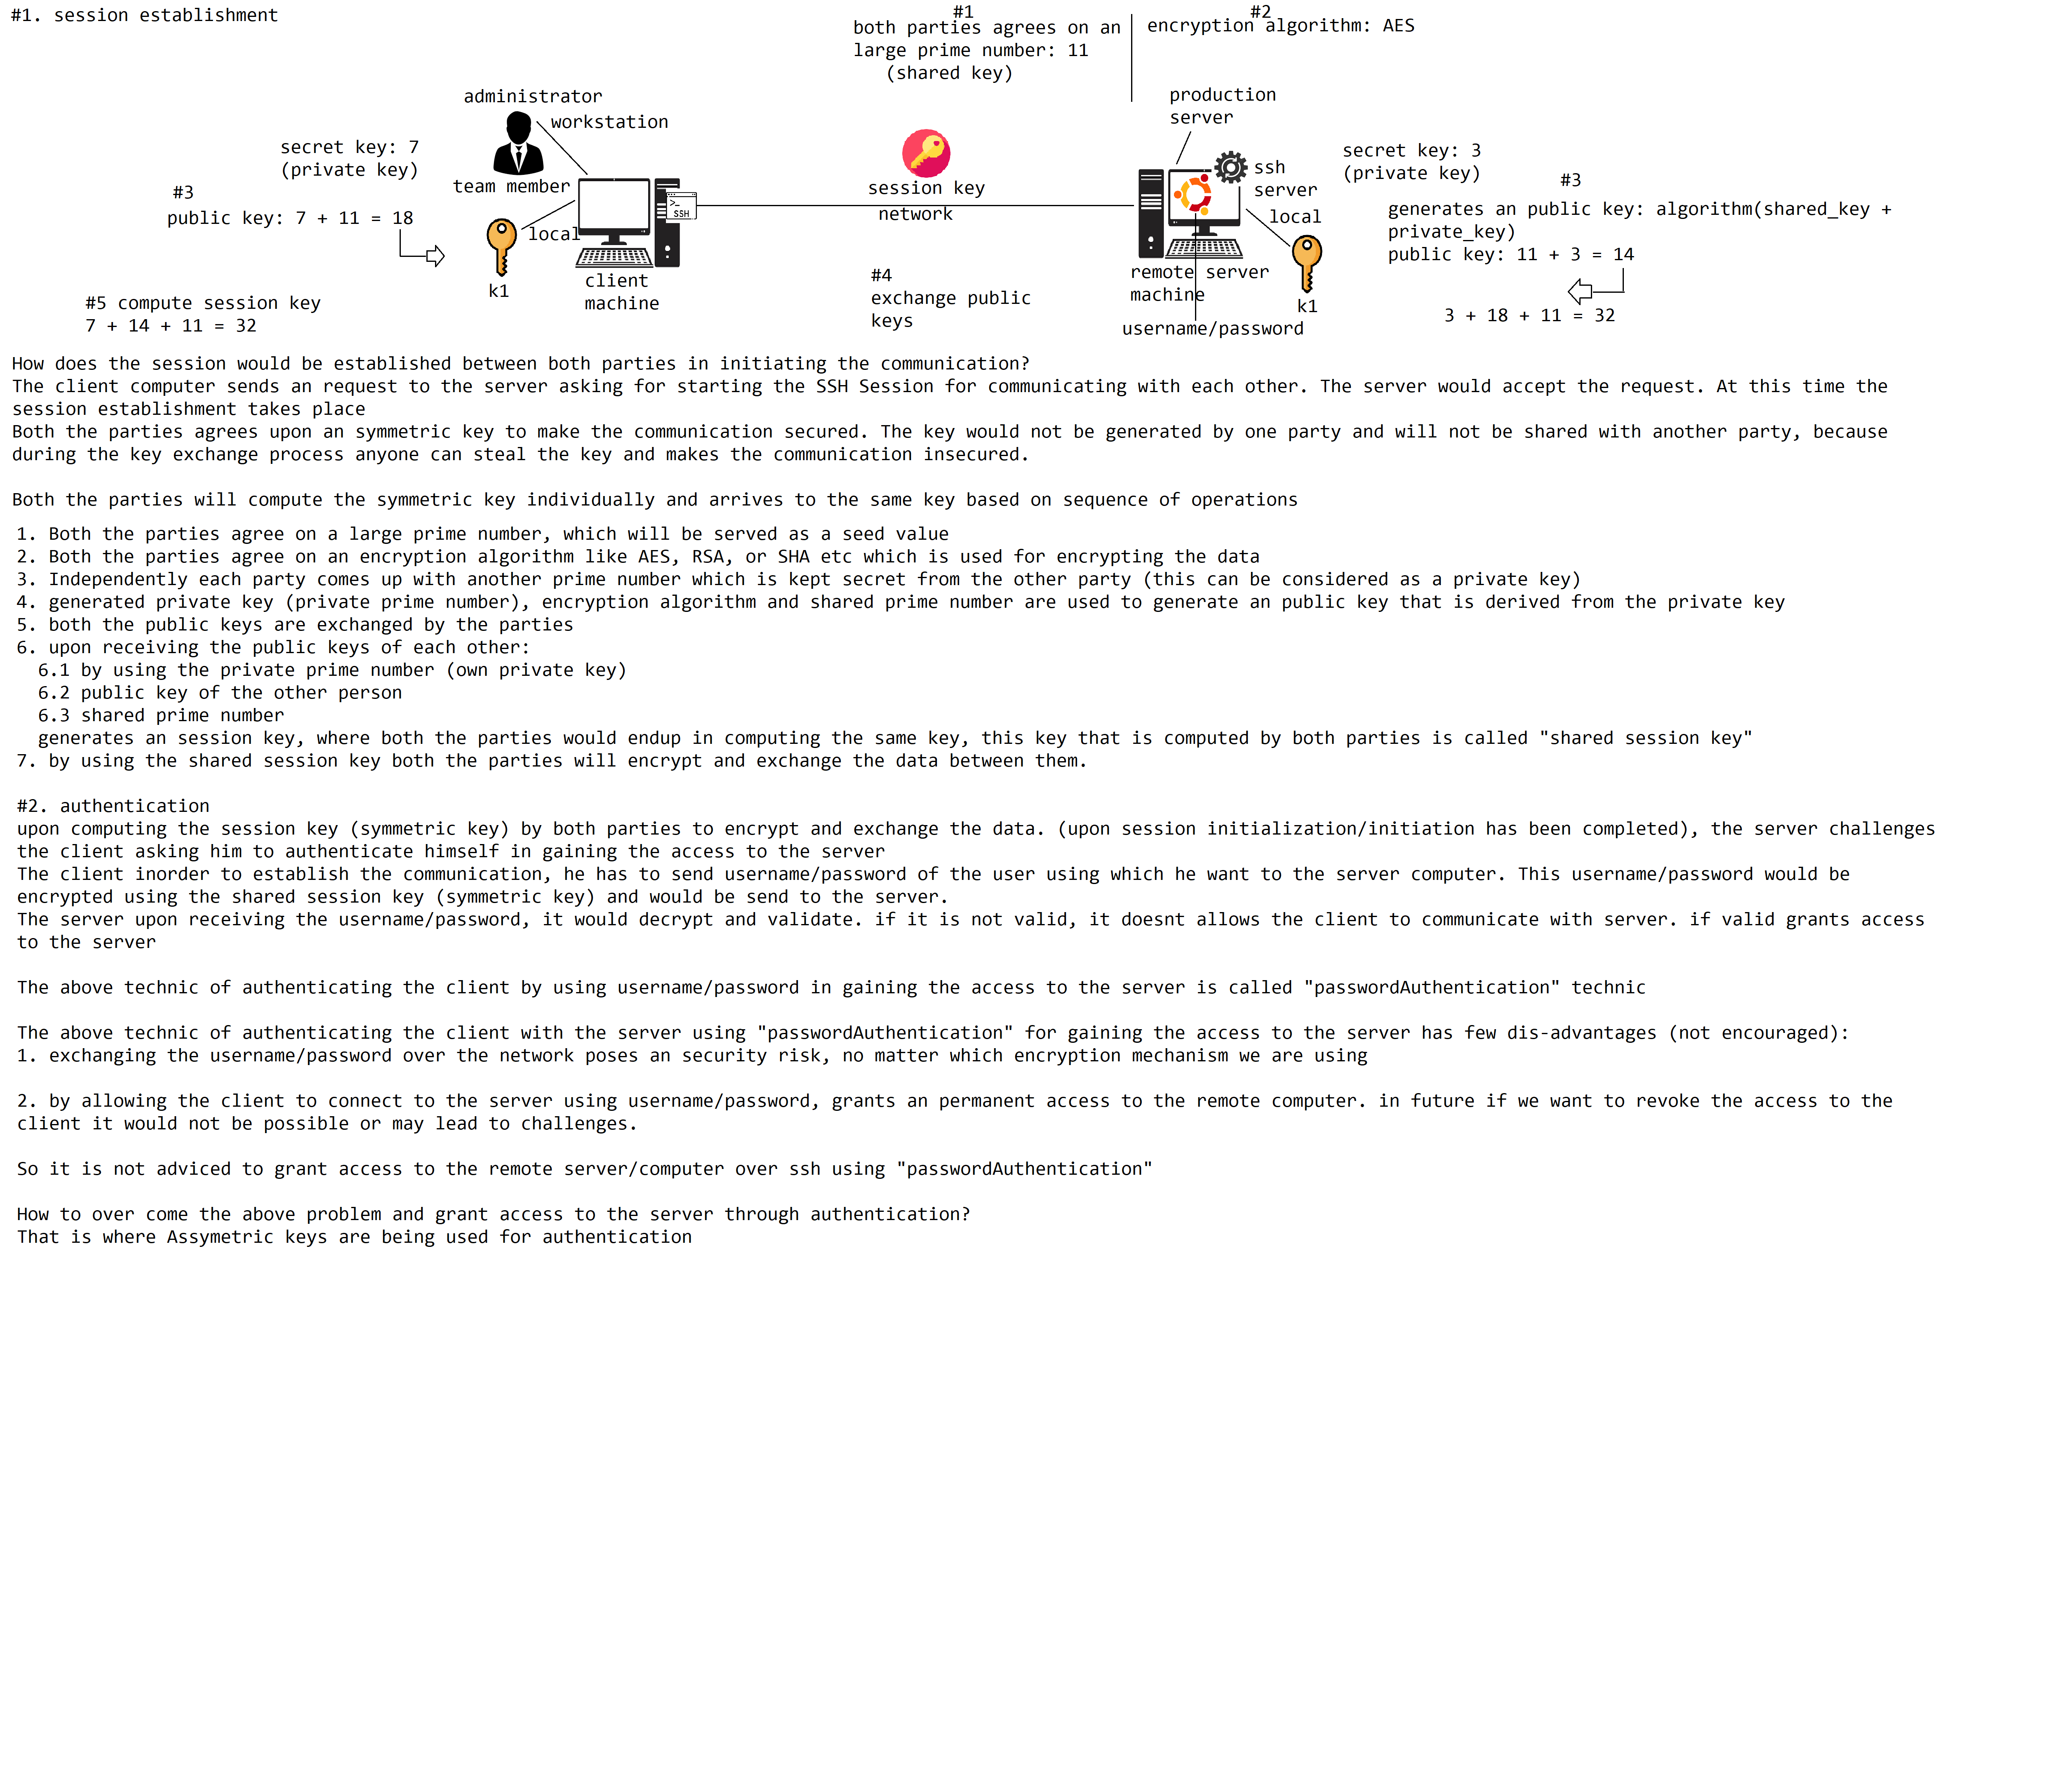 #1. session establishment
#1
both parties agrees on an
large prime number: 11
(shared key)
#2
encryption algorithm: AES
administrator
workstation
team member
secret key: 7
(private key)
#3
public key: 7 + 11 = 18
local
k1
client
machine
>_
SSH
#5 compute session key
7 + 14 + 11 = 32
session key
network
#4
exchange public
keys
production
server
ssh
server
local
remote server
machine
k1
username/password
secret key: 3
(private key)
#3
generates an public key: algorithm(shared_key +
private_key)
public key: 11 + 3 = 14
3 + 18 + 11 = 32
How does the session would be established between both parties in initiating the communication?
The client computer sends an request to the server asking for starting the SSH Session for communicating with each other. The server would accept the request. At this time the
session establishment takes place
Both the parties agrees upon an symmetric key to make the communication secured. The key would not be generated by one party and will not be shared with another party, because
during the key exchange process anyone can steal the key and makes the communication insecured.
Both the parties will compute the symmetric key individually and arrives to the same key based on sequence of operations
1. Both the parties agree on a large prime number, which will be served as a seed value
2. Both the parties agree on an encryption algorithm like AES, RSA, or SHA etc which is used for encrypting the data
3. Independently each party comes up with another prime number which is kept secret from the other party (this can be considered as a private key)
4. generated private key (private prime number), encryption algorithm and shared prime number are used to generate an public key that is derived from the private key
5. both the public keys are exchanged by the parties
6. upon receiving the public keys of each other:
6.1 by using the private prime number (own private key)
6.2 public key of the other person
6.3 shared prime number
generates an session key, where both the parties would endup in computing the same key, this key that is computed by both parties is called "shared session key"
7. by using the shared session key both the parties will encrypt and exchange the data between them.
#2. authentication
upon computing the session key (symmetric key) by both parties to encrypt and exchange the data. (upon session initialization/initiation has been completed), the server challenges
the client asking him to authenticate himself in gaining the access to the server
The client inorder to establish the communication, he has to send username/password of the user using which he want to the server computer. This username/password would be
encrypted using the shared session key (symmetric key) and would be send to the server.
The server upon receiving the username/password, it would decrypt and validate. if it is not valid, it doesnt allows the client to communicate with server. if valid grants access
to the server
The above technic of authenticating the client by using username/password in gaining the access to the server is called "passwordAuthentication" technic
The above technic of authenticating the client with the server using "passwordAuthentication" for gaining the access to the server has few dis-advantages (not encouraged):
1. exchanging the username/password over the network poses an security risk, no matter which encryption mechanism we are using
2. by allowing the client to connect to the server using username/password, grants an permanent access to the remote computer. in future if we want to revoke the access to the
client it would not be possible or may lead to challenges.
So it is not adviced to grant access to the remote server/computer over ssh using "passwordAuthentication"
How to over come the above problem and grant access to the server through authentication?
That is where Assymetric keys are being used for authentication